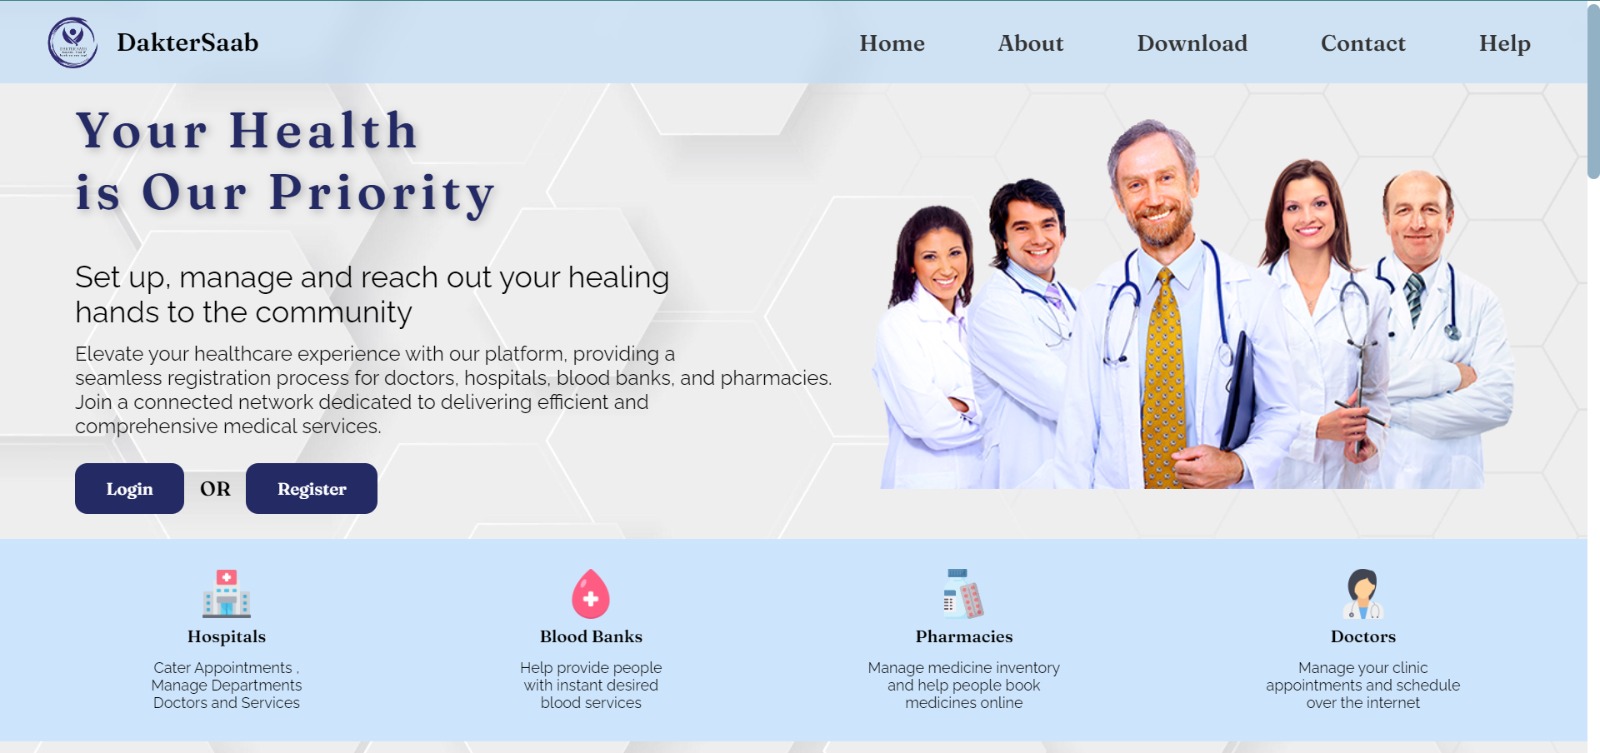 DakterSaab
Home About Download Contact Help
Your Health
is Our Priority
Set up, manage and reach out your healing
hands to the community
Elevate your healthcare experience with our platform, providing a
seamless registration process for doctors, hospitals, blood banks, and pharmacies.
Join a connected network dedicated to delivering efficient and
comprehensive medical services.
Login OR Register
Hospitals
Cater Appointments ,
Manage Departments
Doctors and Services
Blood Banks
Help provide people
with instant desired
blood services
Pharmacies
Manage medicine inventory
and help people book
medicines online
Doctors
Manage your clinic
appointments and schedule
over the internet